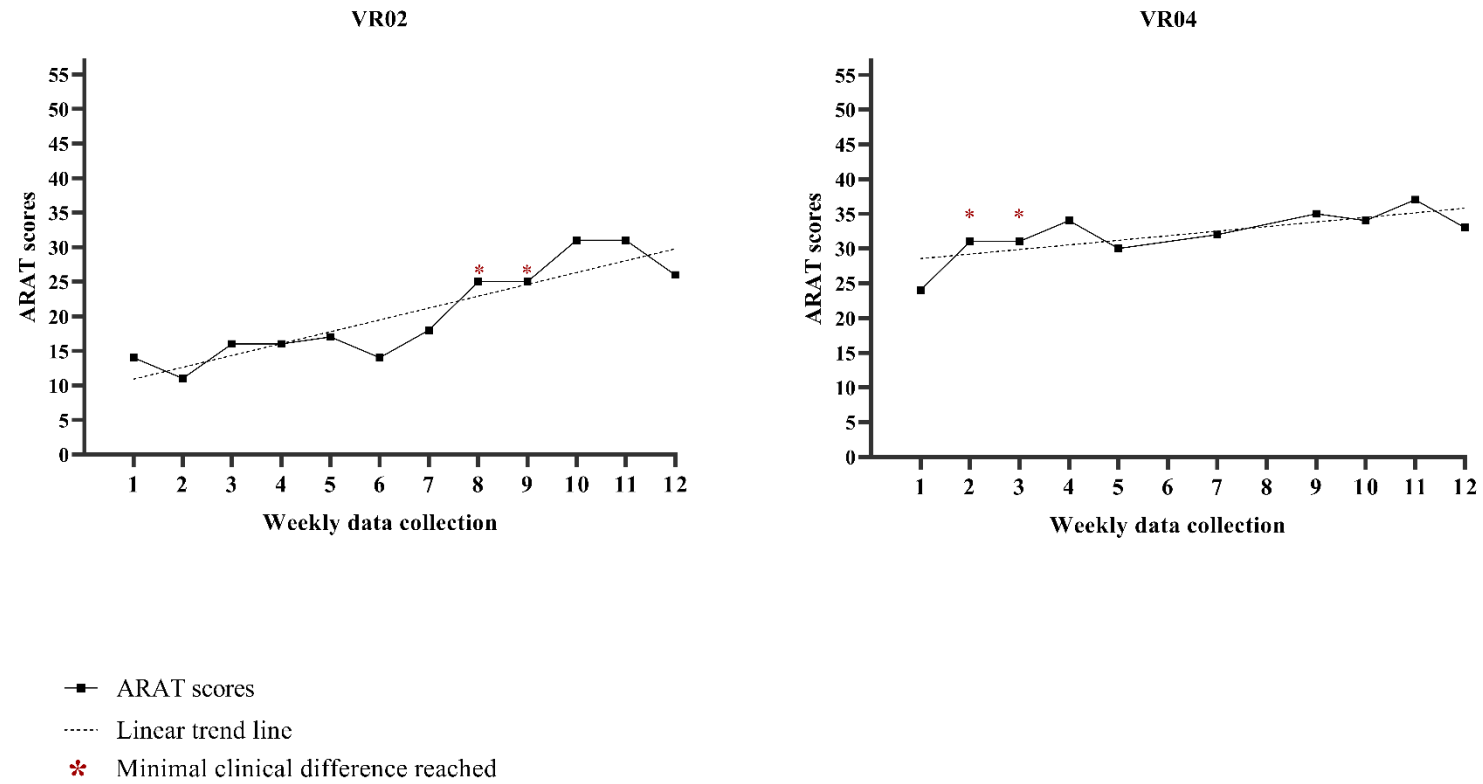 VR02
55
50
45
40
35
30
25
20
15
10
5
0
ARAT scores
1 2 3 4 5 6 7 8 9 10 11 12
Weekly data collection
* *
VR04
55
50
45
40
35
30
25
20
15
10
5
0
ARAT scores
1 2 3 4 5 6 7 8 9 10 11 12
Weekly data collection
* *
ARAT scores
Linear trend line
* Minimal clinical difference reached